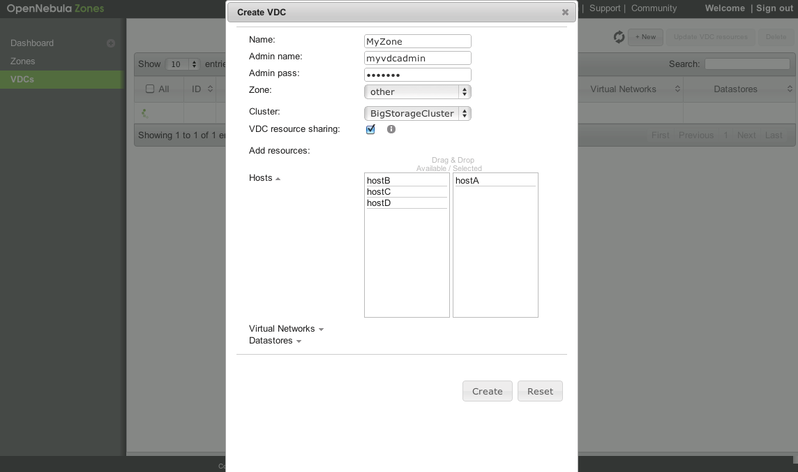 OpenNebula Zones
Support | Community
Welcome | Sign out
Dashboard
Zones
VDCs
+ New
Update VDC resources
Delete
Show 10 entrie
Search:
All
ID
Virtual Networks
Datastores
Showing 1 to 1 of 1 e
First Previous 1 Next Last
Create VDC
Name: MyZone
Admin name: myvdcadmin
Admin pass: •••••••
Zone: other
Cluster: BigStorageCluster
VDC resource sharing:
Add resources:
Drag & Drop
Available / Selected
Hosts
hostB
hostC
hostD
hostA
Virtual Networks
Datastores
Create Reset
Co